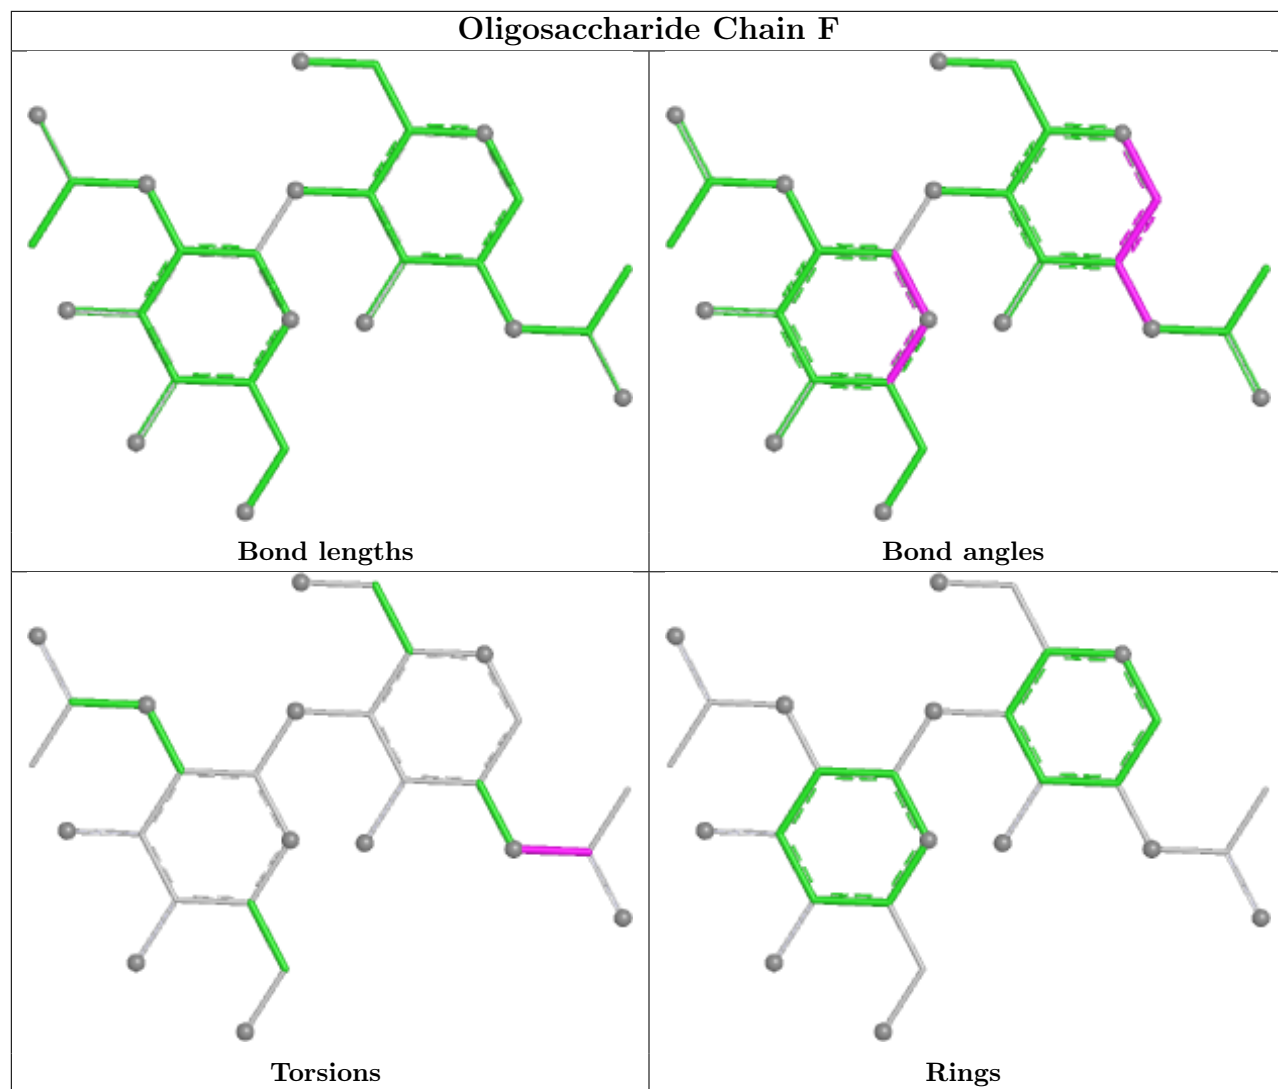 Oligosaccharide Chain F
Bond lengths
Bond angles
Torsions
Rings